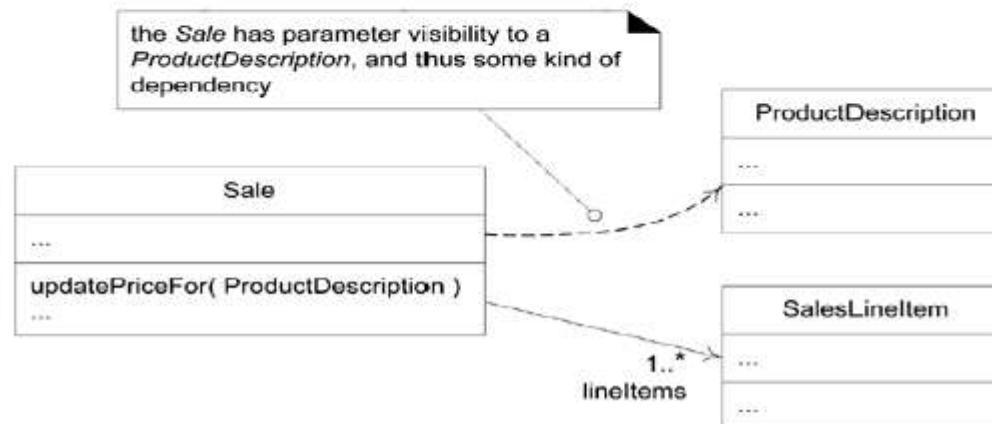 the Sale has parameter visibility to a
ProductDescription, and thus some kind of
dependency
ProductDescription
...
...
Sale
...
updatePriceFor( ProductDescription )
...
SalesLineItem
...
...
1..*
lineItems